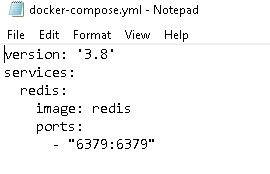 docker-compose.yml - Notepad
File Edit Format View Help
version: '3.8'
services:
  redis:
    image: redis
    ports:
      - "6379:6379"